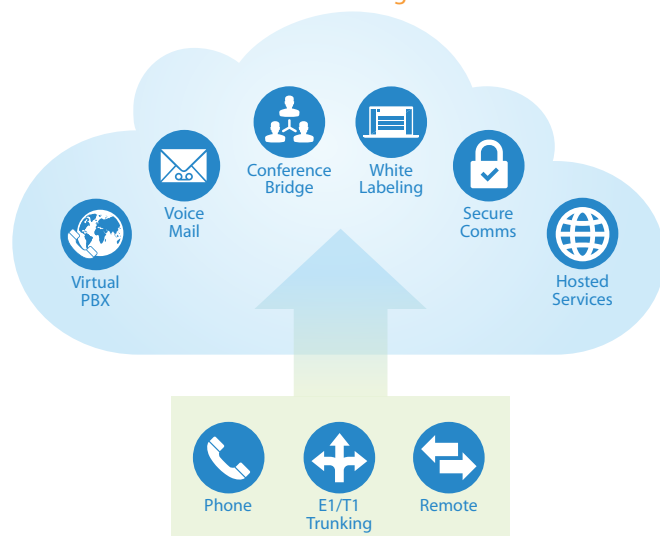 Virtual
PBX
Voice
Mail
Conference
Bridge
White
Labeling
Secure
Comms
Hosted
Services
Phone
E1/T1
Trunking
Remote